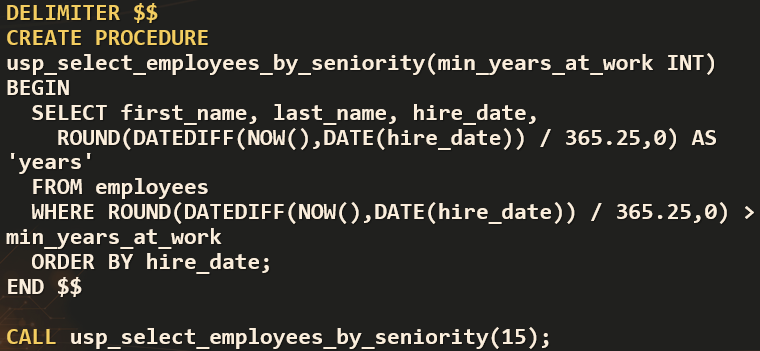 DELIMITER $$
CREATE PROCEDURE
usp_select_employees_by_seniority(min_years_at_work INT)
BEGIN
  SELECT first_name, last_name, hire_date,
    ROUND(DATEDIFF(NOW(),DATE(hire_date)) / 365.25,0) AS
'years'
  FROM employees
  WHERE ROUND(DATEDIFF(NOW(),DATE(hire_date)) / 365.25,0) >
min_years_at_work
  ORDER BY hire_date;
END $$
CALL usp_select_employees_by_seniority(15);